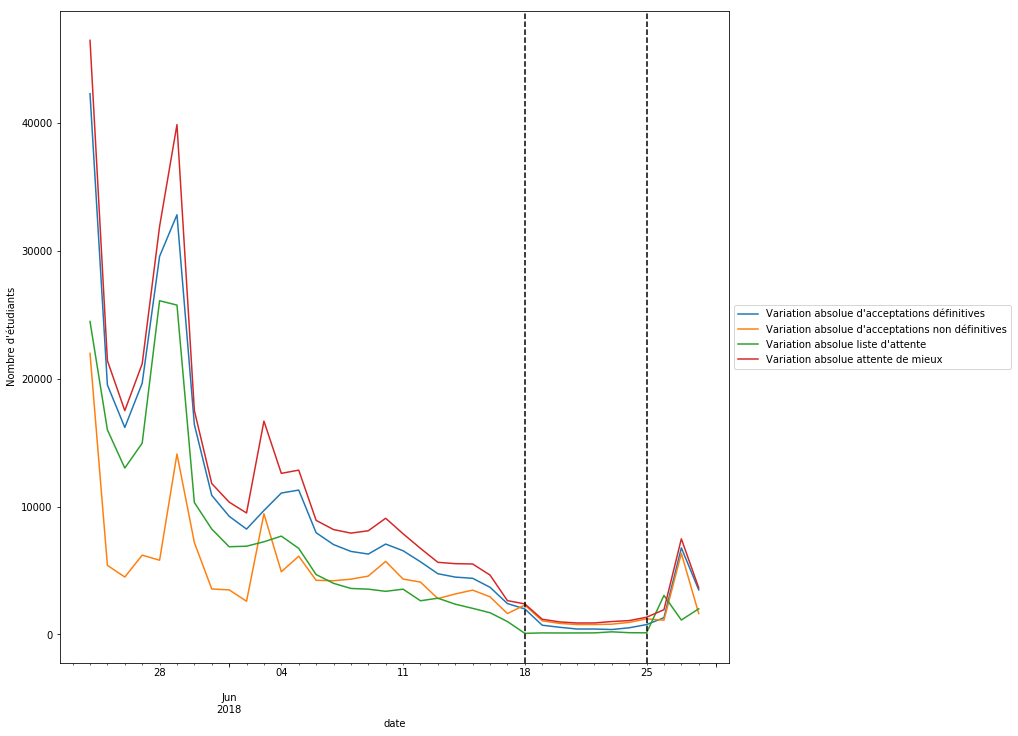 40000
30000
20000
10000
0
Nombre d'étudiants
28
04
11
18
25
Jun
2018
date
Variation absolue d'acceptations définitives
Variation absolue d'acceptations non définitives
Variation absolue liste d'attente
Variation absolue attente de mieux